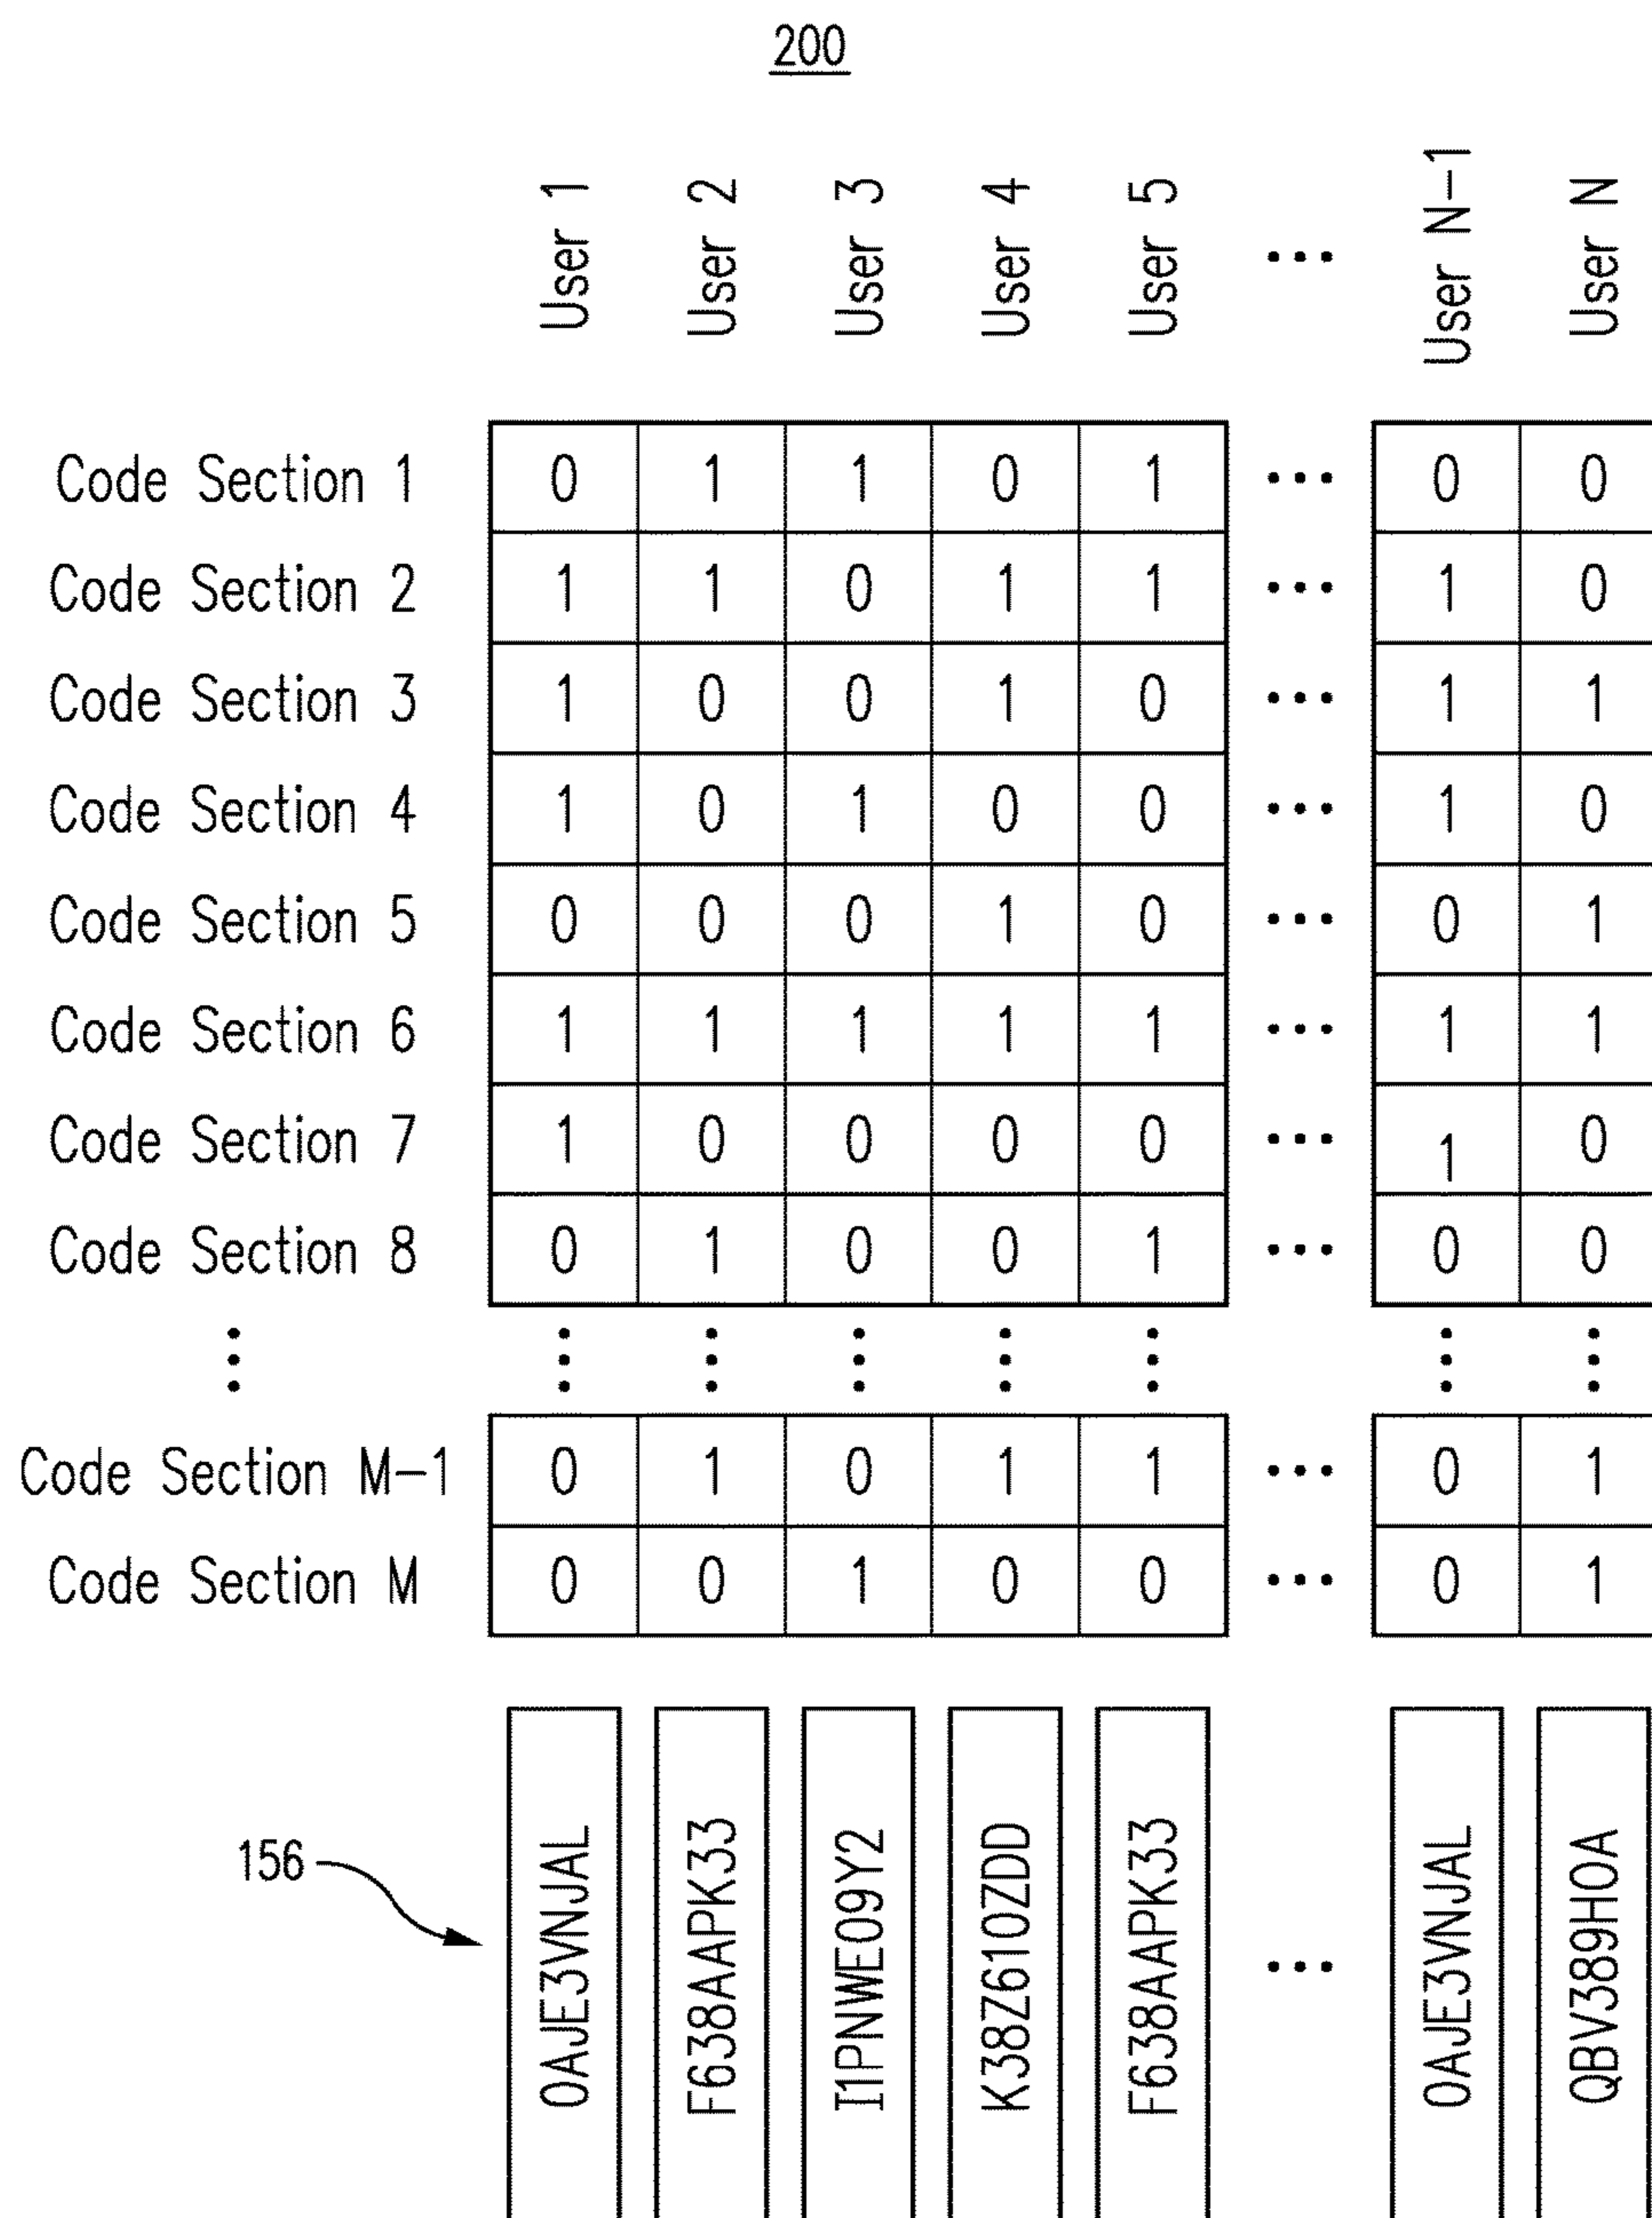 200
User 1 User 2 User 3 User 4 User 5 ... User N-1 User N
Code Section 1 0 1 1 0 1 ... 0 0
Code Section 2 1 1 0 1 1 ... 1 0
Code Section 3 1 0 0 1 0 ... 1 1
Code Section 4 1 0 1 0 0 ... 1 0
Code Section 5 0 0 0 1 0 ... 0 1
Code Section 6 1 1 1 1 1 ... 1 1
Code Section 7 1 0 0 0 0 ... 1 0
Code Section 8 0 1 0 0 1 ... 0 0
Code Section M-1 0 1 0 1 1 ... 0 1
Code Section M 0 0 1 0 0 ... 0 1
156
0AJE3VNJAL F638AAPK33 I1PNWE09Y2 K38Z610ZDD F638AAPK33 ... 0AJE3VNJAL QBV389H0A